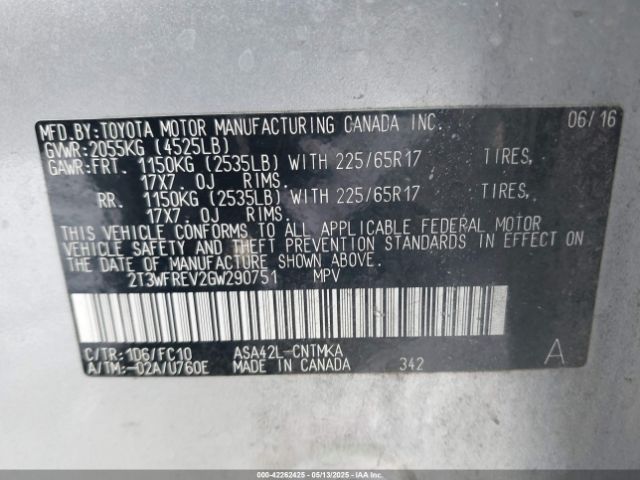 MFD.BY:TOYOTA MOTOR MANUFACTURING CANADA INC. 06/16
GVWR:2055KG (4525LB)
GAWR:FRT. 1150KG (2535LB) WITH 225/65R17 TIRES,
17X7.0J RIMS.
RR. 1150KG (2535LB) WITH 225/65R17 TIRES,
17X7.0J RIMS.
THIS VEHICLE CONFORMS TO ALL APPLICABLE FEDERAL MOTOR
VEHICLE SAFETY AND THEFT PREVENTION STANDARDS IN EFFECT ON
THE DATE OF MANUFACTURE SHOWN ABOVE.
2T3WFREV2GW290751 MPV
C/TR:1D6/FC10 ASA42L-CNTMKA
A/TM:-02A/U760E MADE IN CANADA 342 A
000-42262425 - 05/13/2025 - IAAI.COM